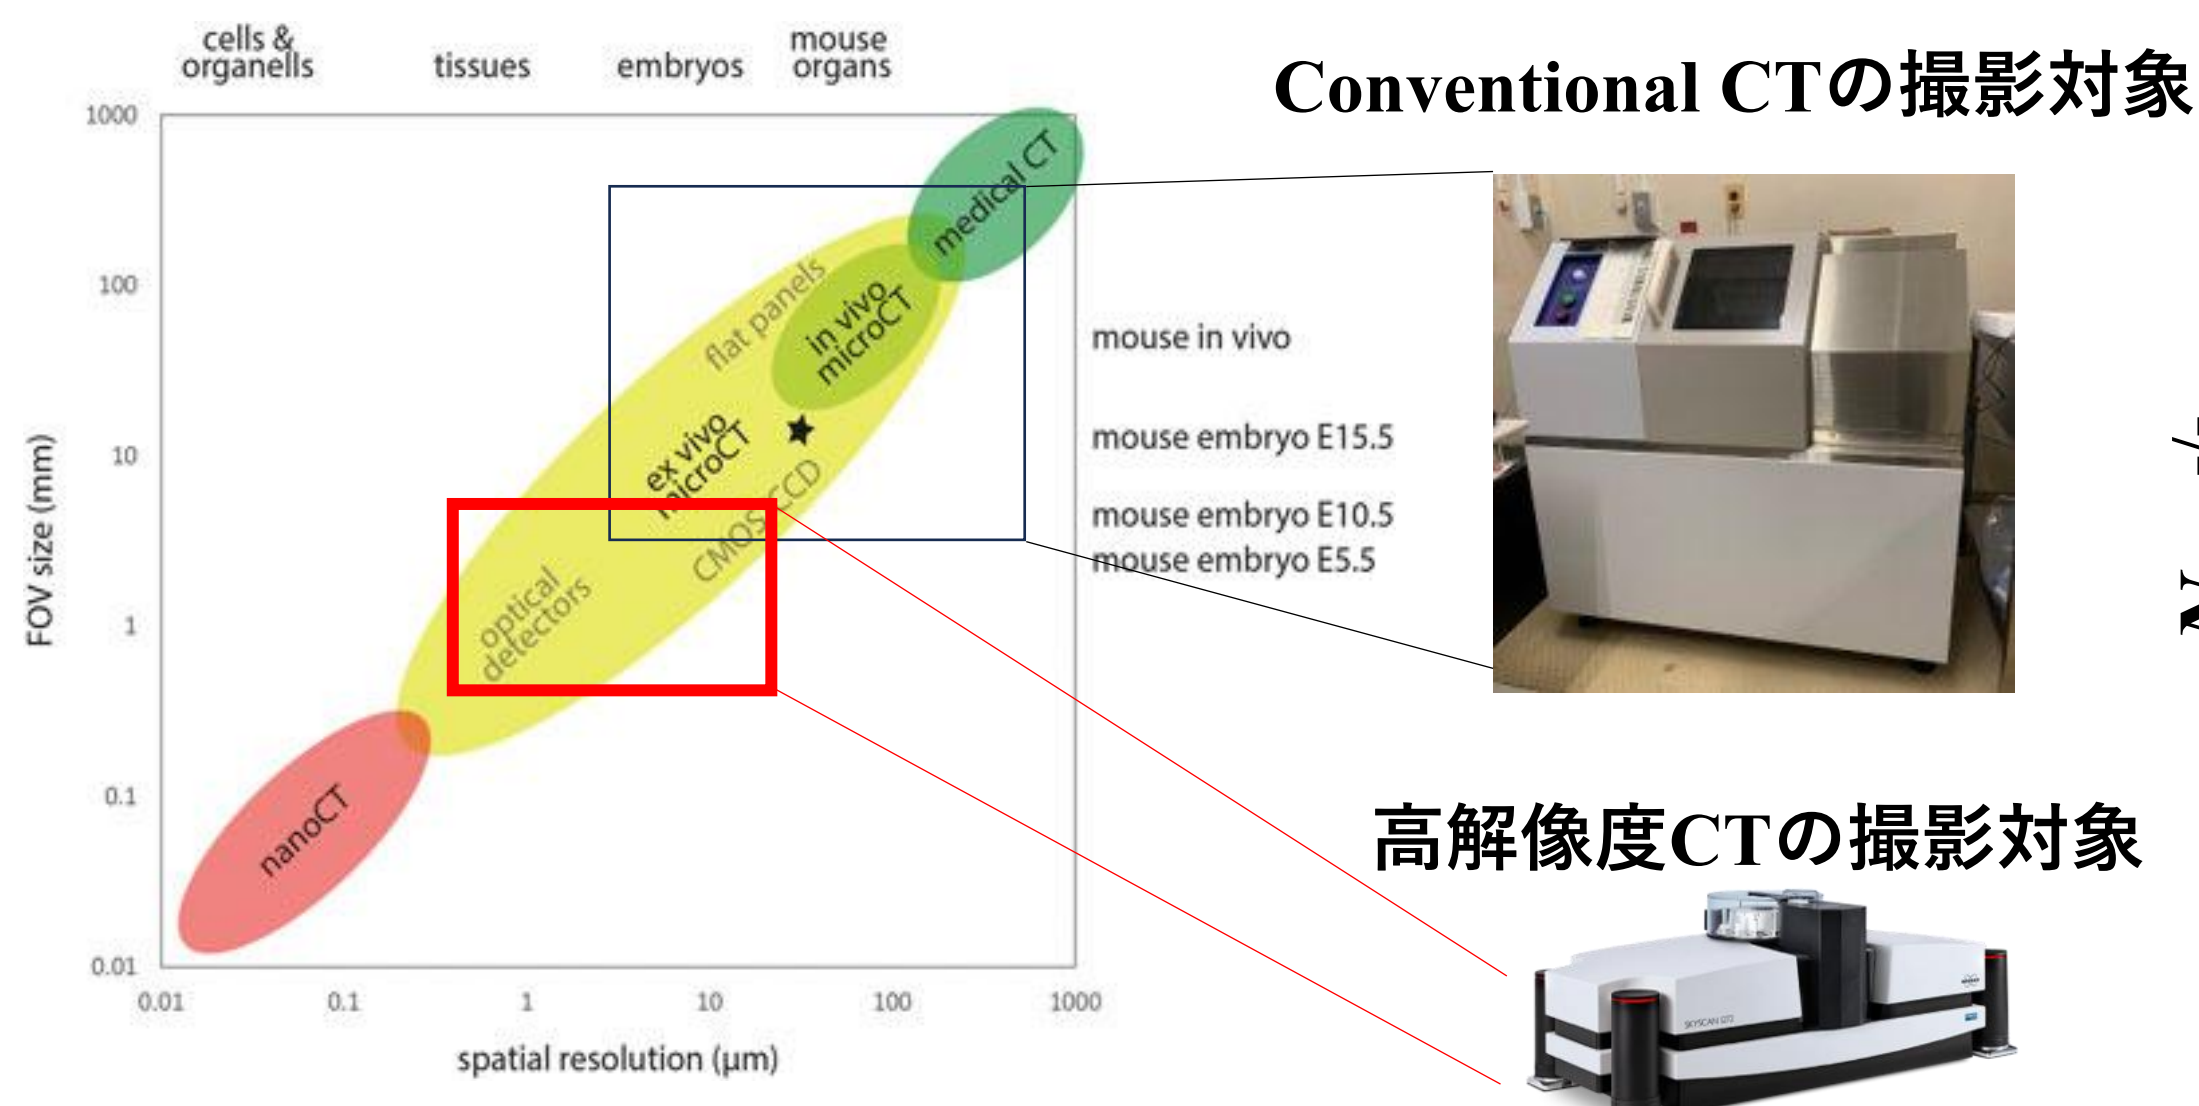 cells &
organells
tissues
embryos
mouse
organs
Conventional CTの撮影対象
1000
100
10
1
0.1
0.01
FOV size (mm)
medical CT
flat panels
in vivo
microCT
ex vivo
microCT
CMOS/CCD
optical
detectors
nanoCT
mouse in vivo
mouse embryo E15.5
mouse embryo E10.5
mouse embryo E5.5
0.01
0.1
1
10
100
1000
spatial resolution (μm)
高解像度CTの撮影対象
SKYSCAN 1272